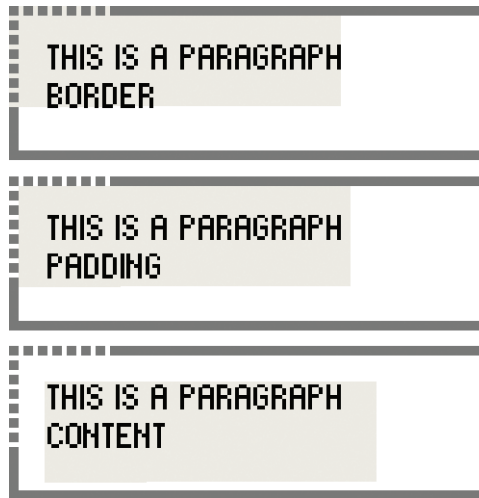 THIS IS A PARAGRAPH
BORDER
THIS IS A PARAGRAPH
PADDING
THIS IS A PARAGRAPH
CONTENT